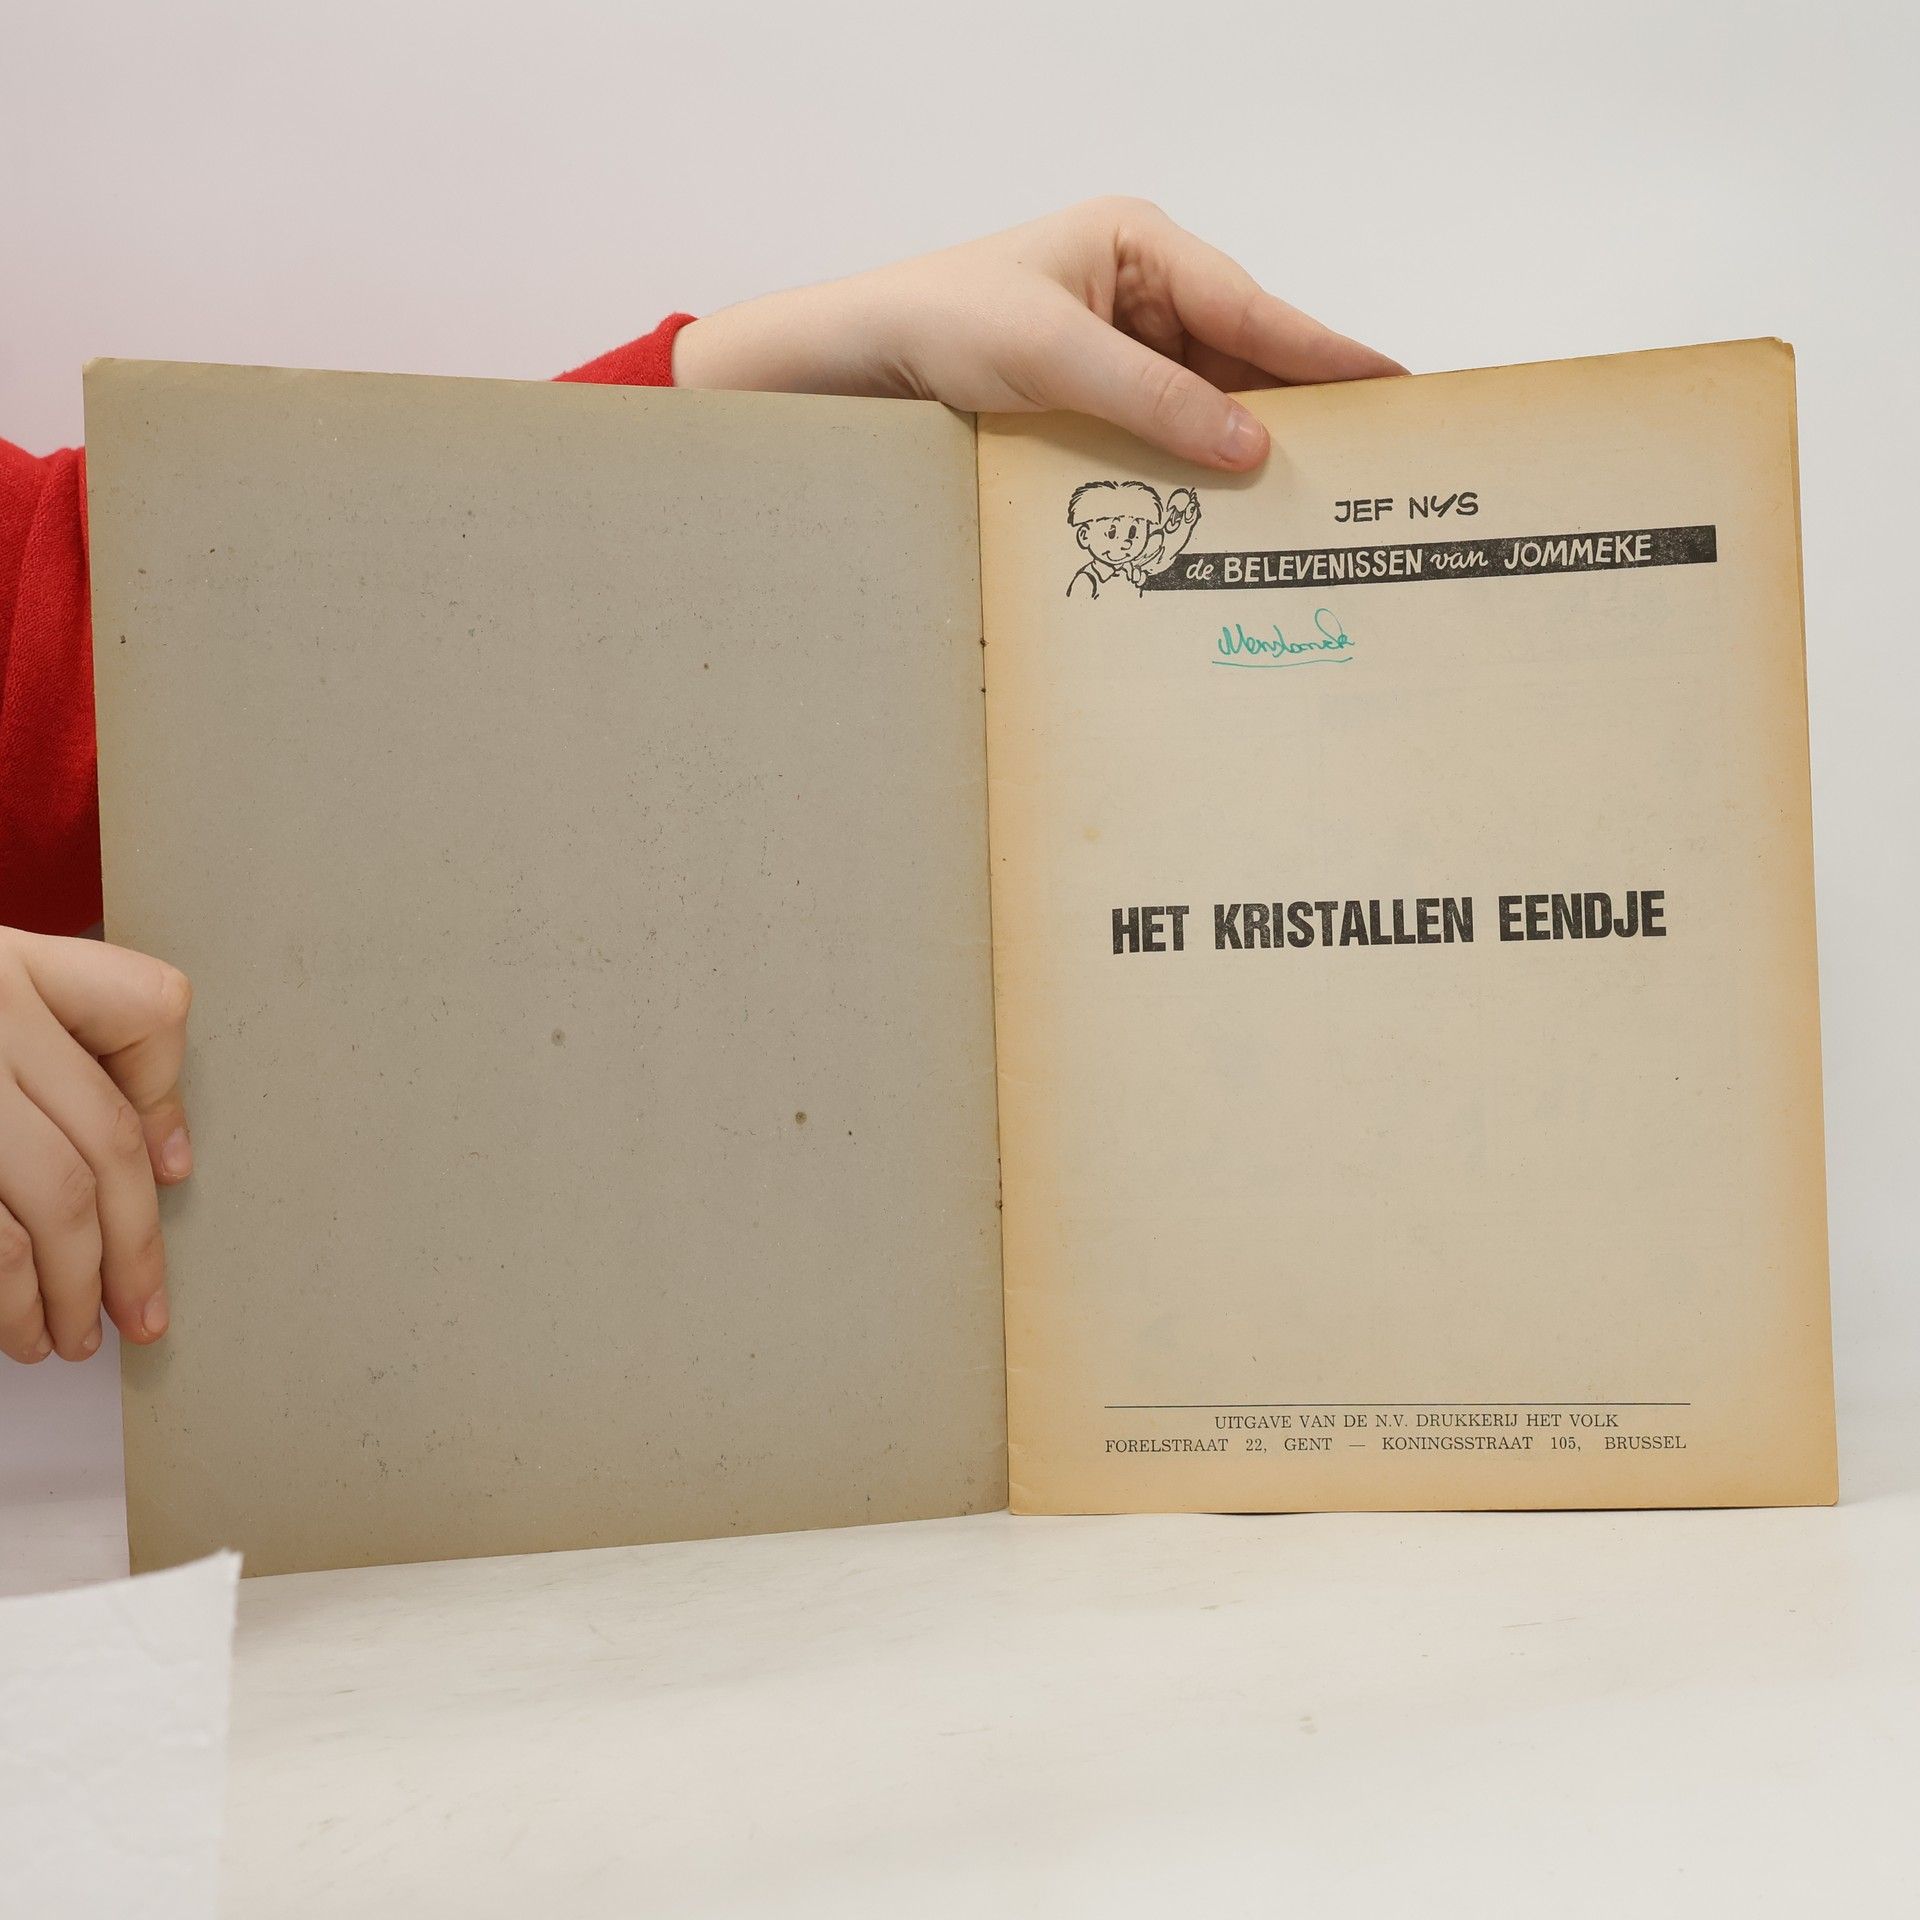 JEF NYS
de BELEVENISSEN van JOMMEKE
HET KRISTALLEN EENDJE
UITGAVE VAN DE N.V. DRUKKERIJ HET VOLK
FORELSTRAAT 22, GENT — KONINGSSTRAAT 105, BRUSSEL